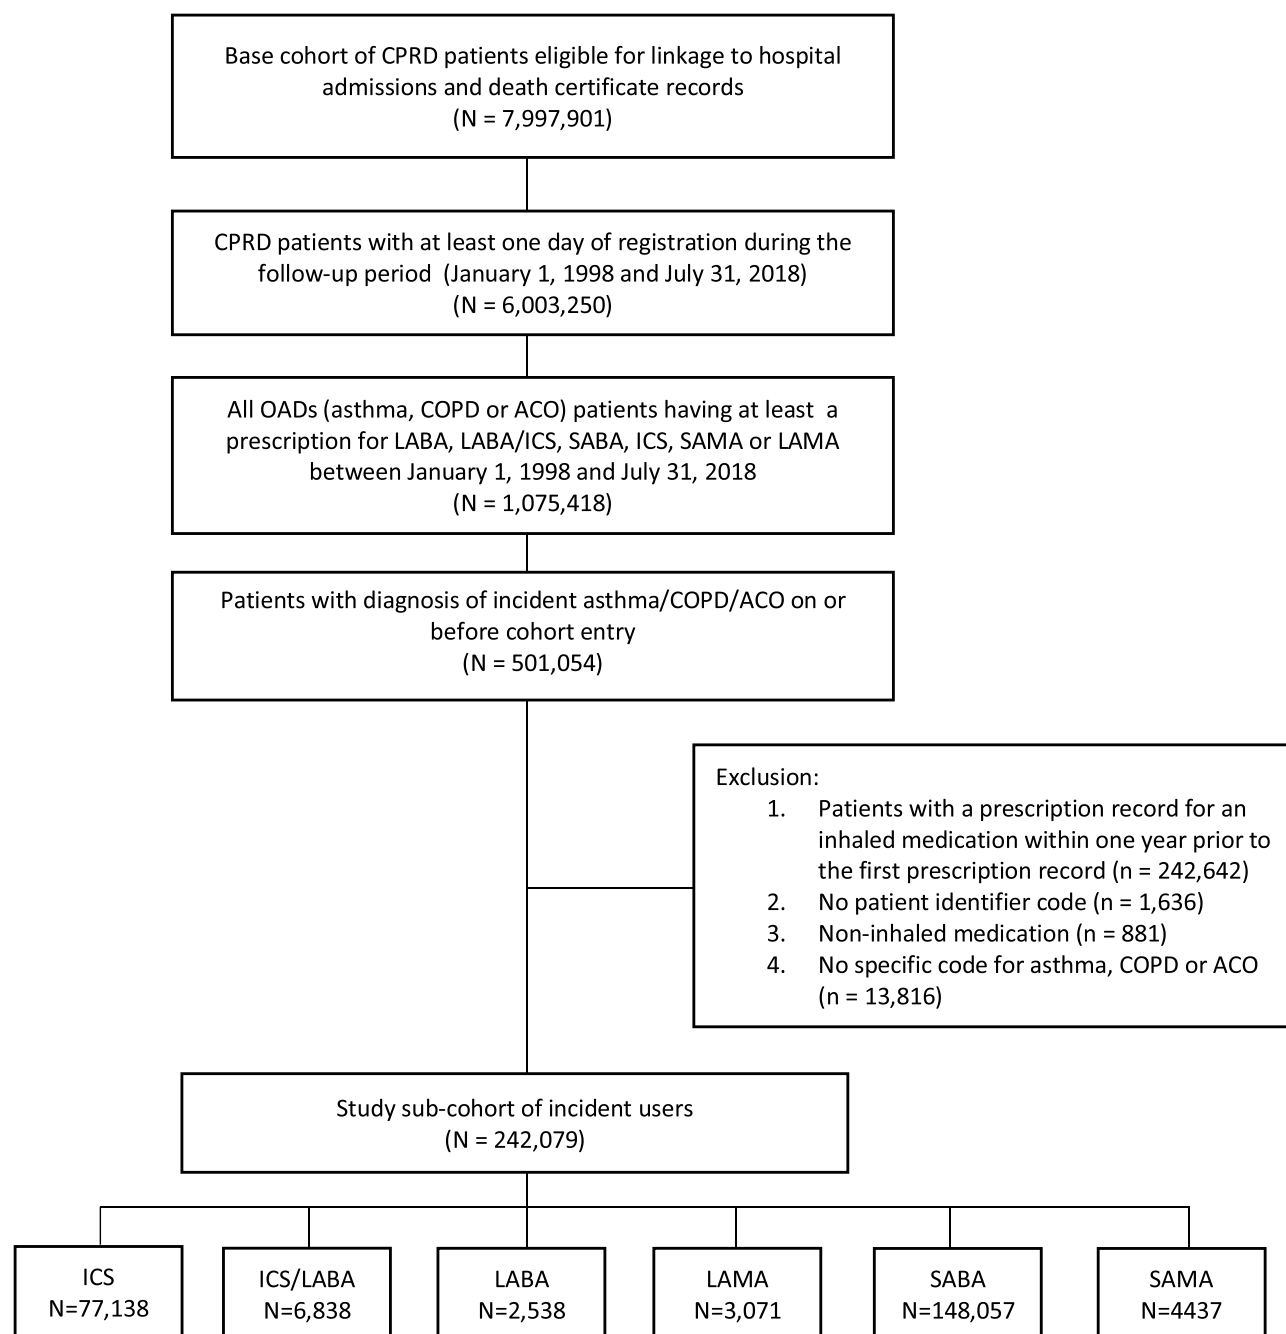 Base cohort of CPRD patients eligible for linkage to hospital
admissions and death certificate records
(N = 7,997,901)
CPRD patients with at least one day of registration during the
follow-up period  (January 1, 1998 and July 31, 2018)
(N = 6,003,250)
All OADs (asthma, COPD or ACO) patients having at least  a
prescription for LABA, LABA/ICS, SABA, ICS, SAMA or LAMA
between January 1, 1998 and July 31, 2018
(N = 1,075,418)
Patients with diagnosis of incident asthma/COPD/ACO on or
before cohort entry
(N = 501,054)
Exclusion:
1. Patients with a prescription record for an
inhaled medication within one year prior to
the first prescription record (n = 242,642)
2. No patient identifier code (n = 1,636)
3. Non-inhaled medication (n = 881)
4. No specific code for asthma, COPD or ACO
(n = 13,816)
Study sub-cohort of incident users
(N = 242,079)
ICS
N=77,138
ICS/LABA
N=6,838
LABA
N=2,538
LAMA
N=3,071
SABA
N=148,057
SAMA
N=4437